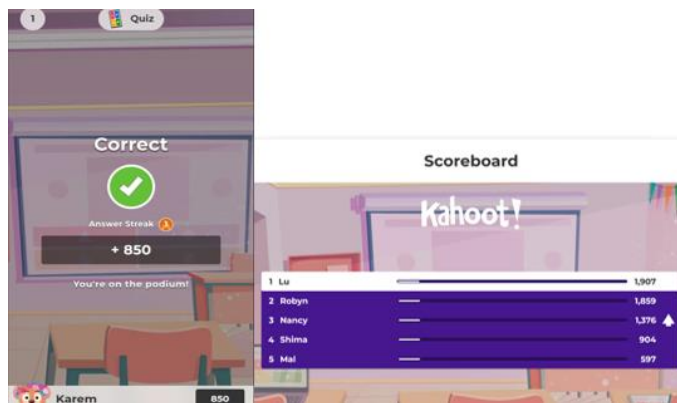 1
Quiz
Correct
Answer Streak
+ 850
You're on the podium!
Karem 850
Scoreboard
Kahoot!
1 Lu 1,907
2 Robyn 1,859
3 Nancy 1,376
4 Shima 904
5 Mal 597